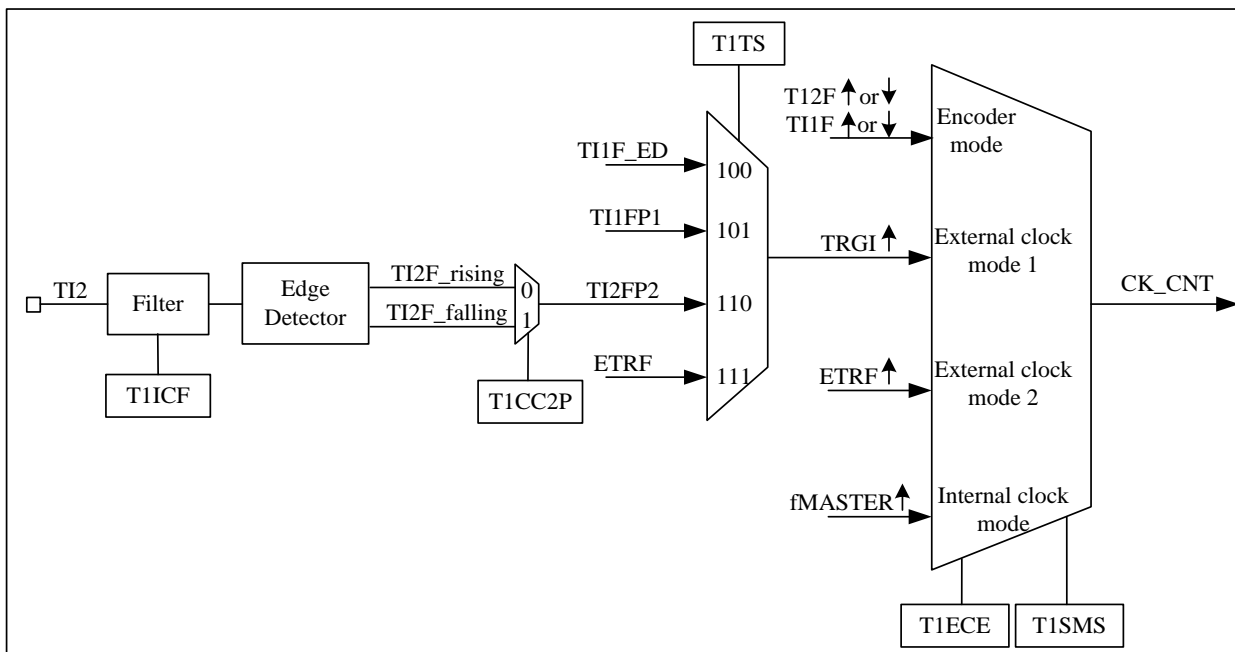 T1TS
T12F ↑ or ↓
TI1F ↑ or ↓
Encoder
mode
TI1F_ED
100
TI1FP1
101
TRGI ↑
External clock
mode 1
TI2
Filter
Edge
Detector
TI2F_rising
TI2F_falling
0
1
TI2FP2
110
CK_CNT
ETRF
111
ETRF ↑
External clock
mode 2
T1ICF
T1CC2P
fMASTER ↑
Internal clock
mode
T1ECE
T1SMS